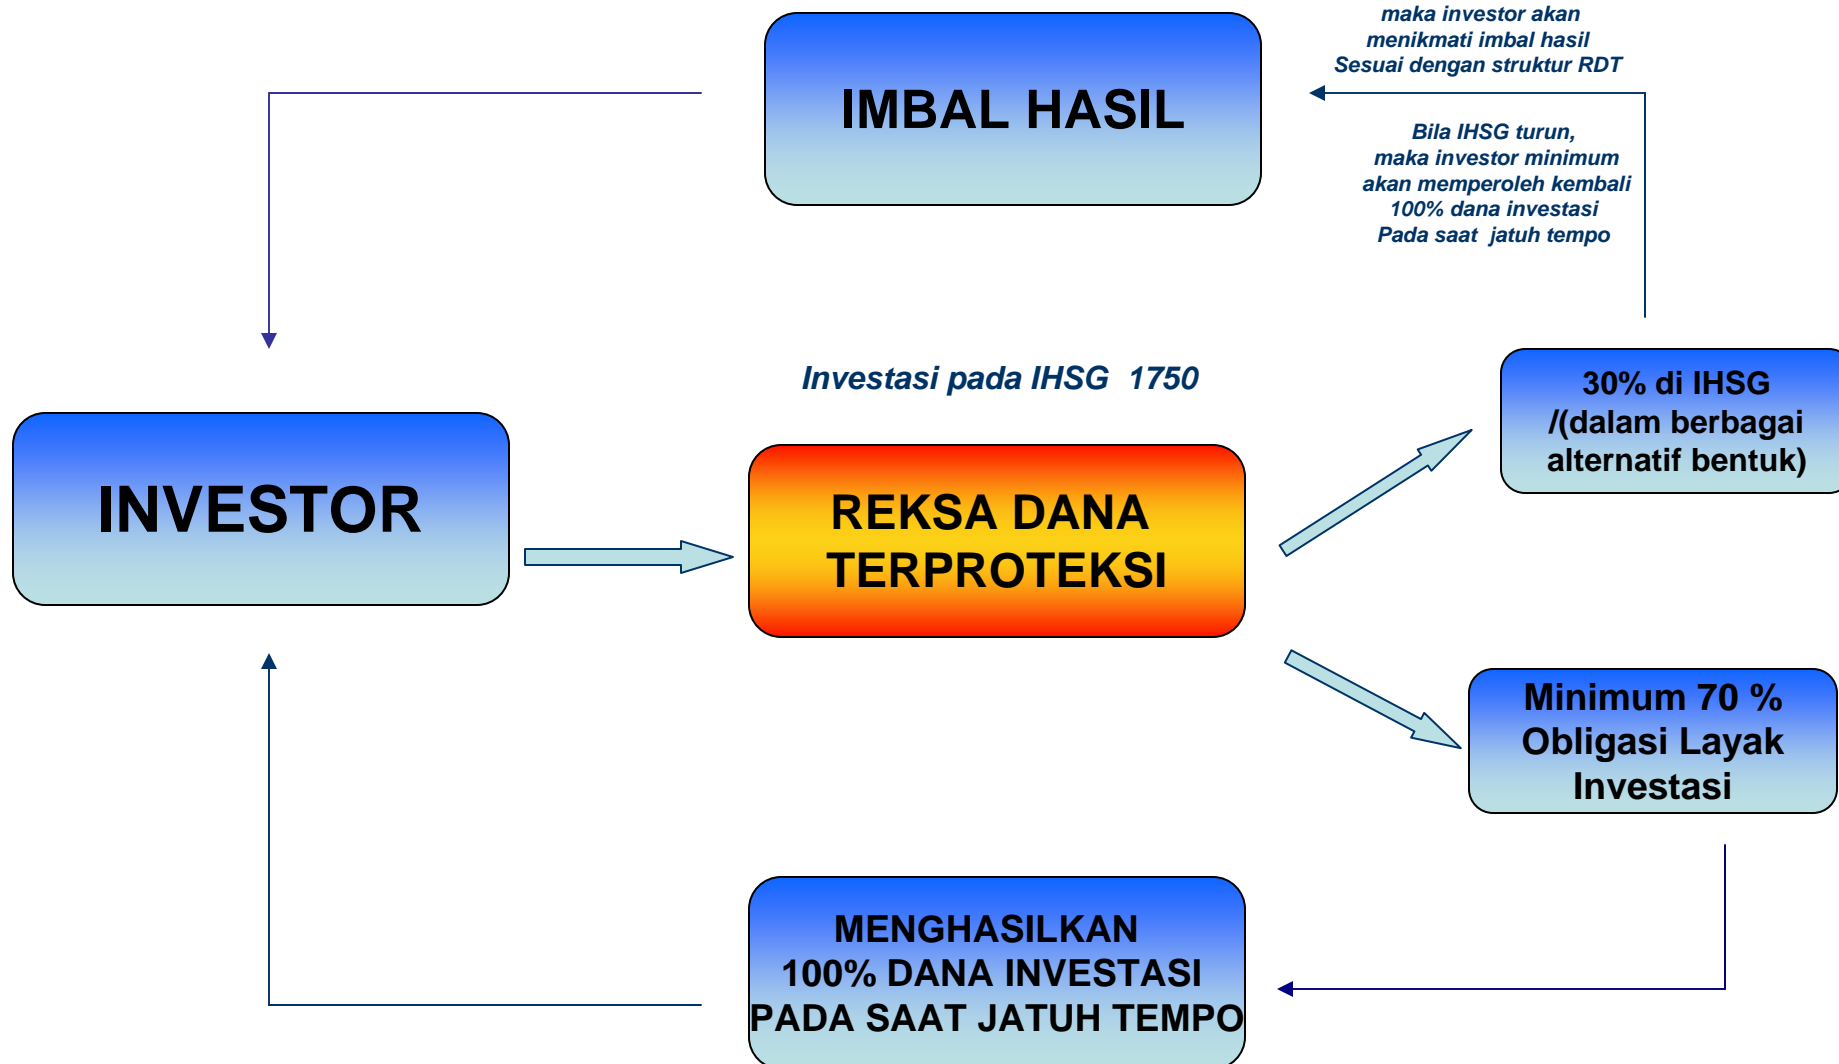 maka investor akan
menikmati imbal hasil
Sesuai dengan struktur RDT
IMBAL HASIL
Bila IHSG turun,
maka investor minimum
akan memperoleh kembali
100% dana investasi
Pada saat jatuh tempo
Investasi pada IHSG 1750
30% di IHSG
/(dalam berbagai
alternatif bentuk)
INVESTOR
REKSA DANA
TERPROTEKSI
Minimum 70 %
Obligasi Layak
Investasi
MENGHASILKAN
100% DANA INVESTASI
PADA SAAT JATUH TEMPO